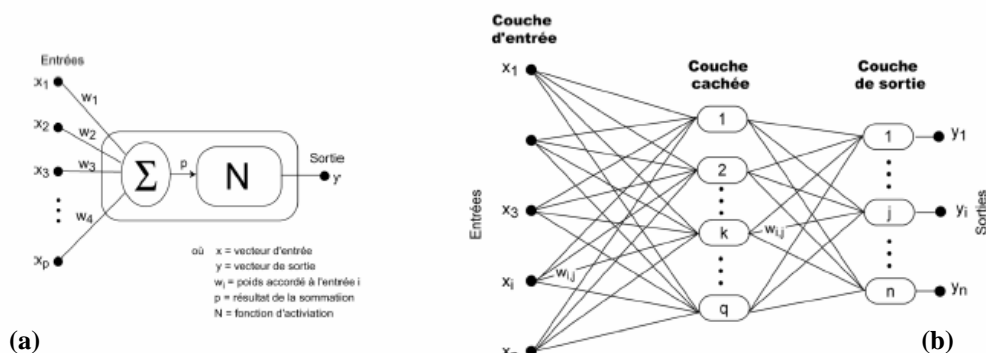 Entrées
x1
x2
x3
xp
w1
w2
w3
w4
Σ
p
N
Sortie
y
où x = vecteur d'entrée
y = vecteur de sortie
wi = poids accordé à l'entrée i
p = résultat de la sommation
N = fonction d'activiation
(a)
Couche
d'entrée
Couche
cachée
Couche
de sortie
Entrées
x1
x3
xi
wi,j
1
2
k
q
wi,j
1
j
n
y1
yi
yn
Sorties
(b)